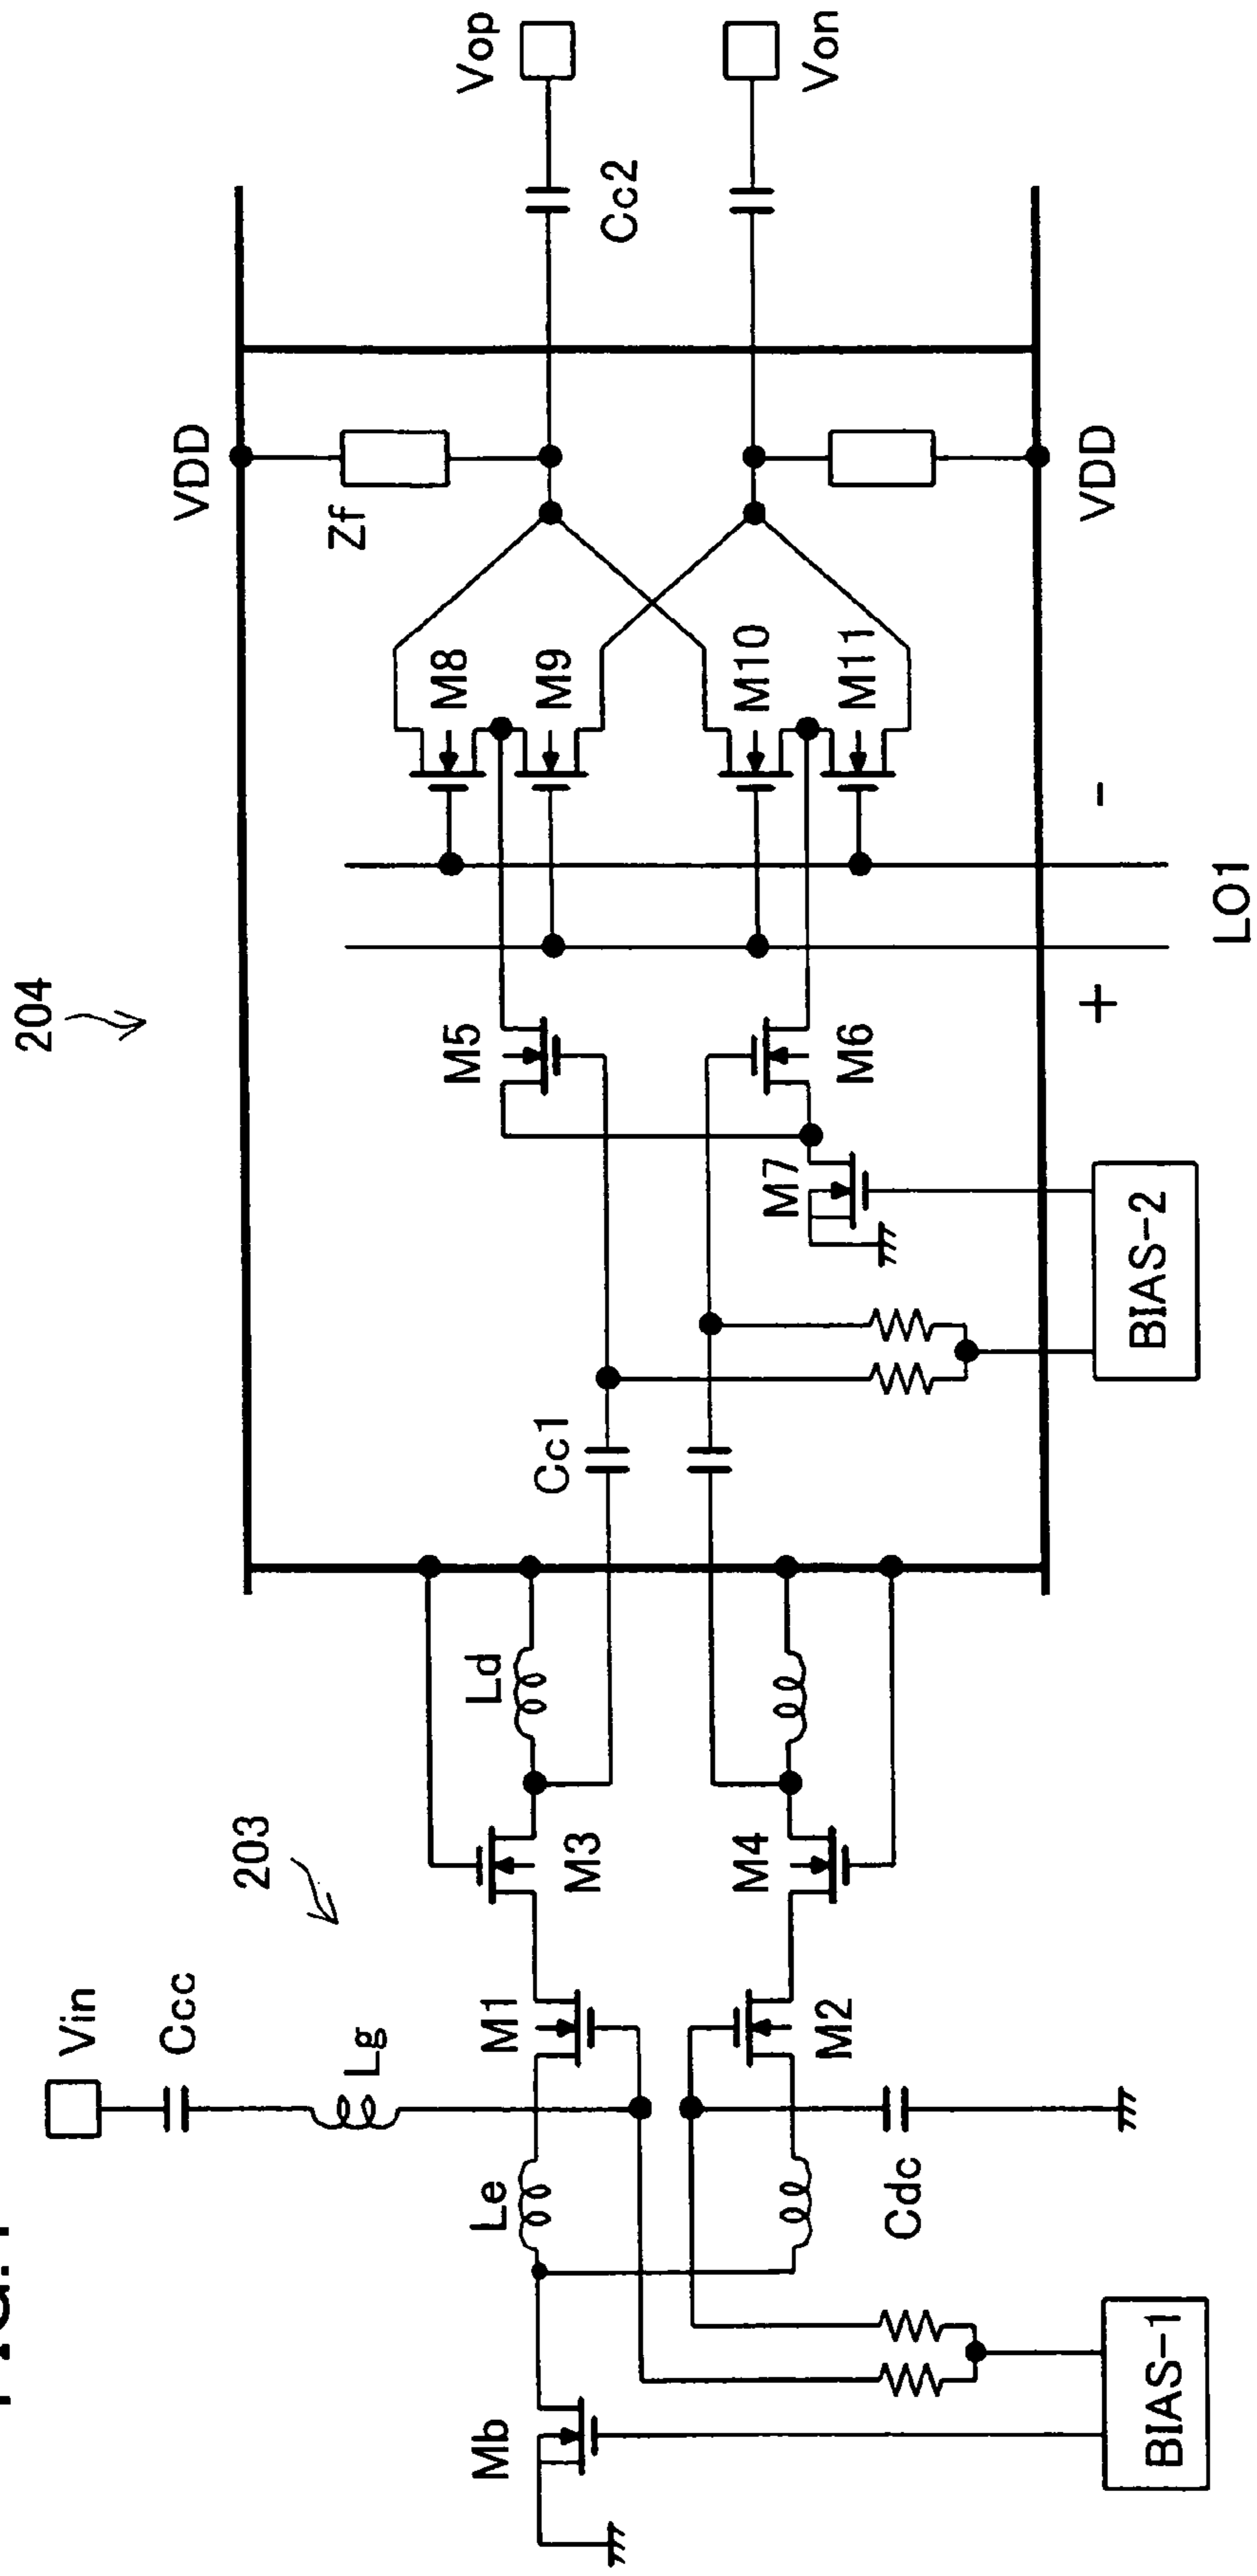 204
Vop
Von
Cc2
VDD
Zf
VDD
M8
M9
M10
M11
-
LO1
+
M5
M6
M7
BIAS-2
Cc1
Ld
203
M3
M4
Vin
Ccc
Lg
M1
M2
Le
Cdc
Mb
BIAS-1